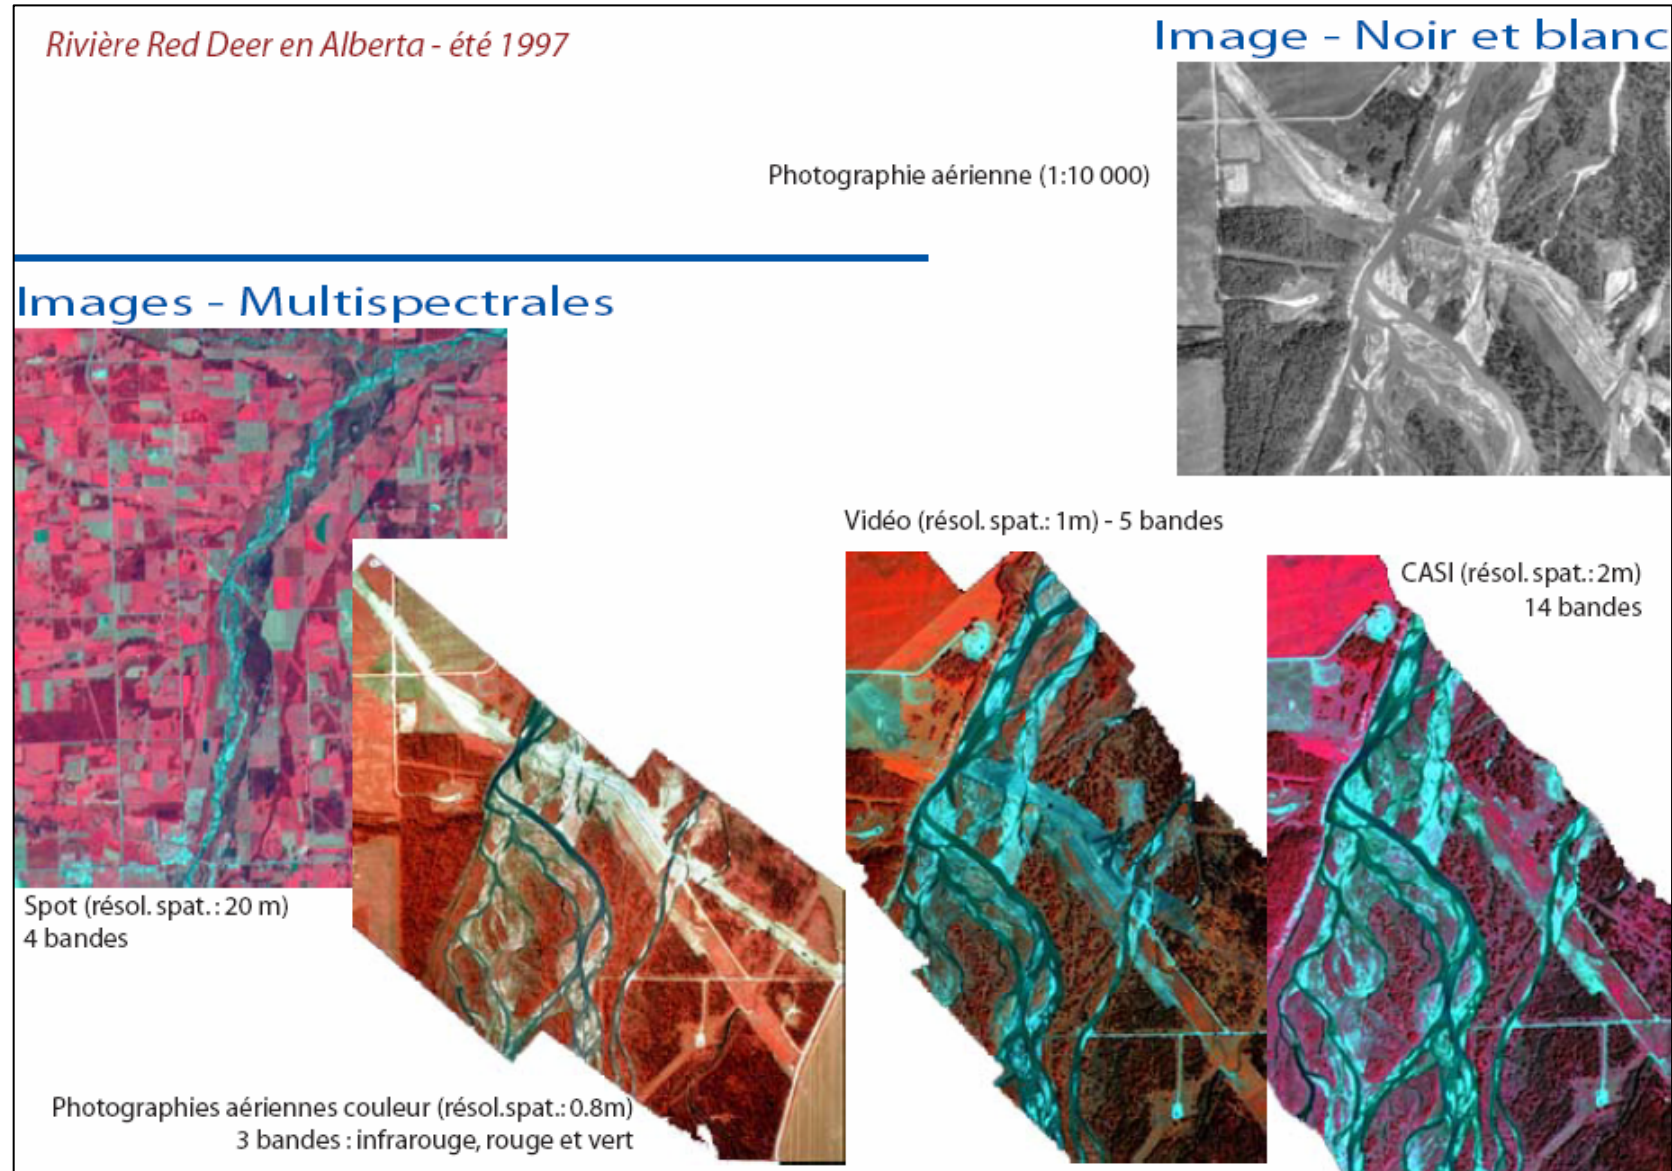 Rivière Red Deer en Alberta - été 1997
Image - Noir et blanc
Photographie aérienne (1:10 000)
Images - Multispectrales
Vidéo (résol. spat.: 1m) - 5 bandes
CASI (résol. spat.: 2m)
14 bandes
Spot (résol. spat. : 20 m)
4 bandes
Photographies aériennes couleur (résol.spat.: 0.8m)
3 bandes : infrarouge, rouge et vert